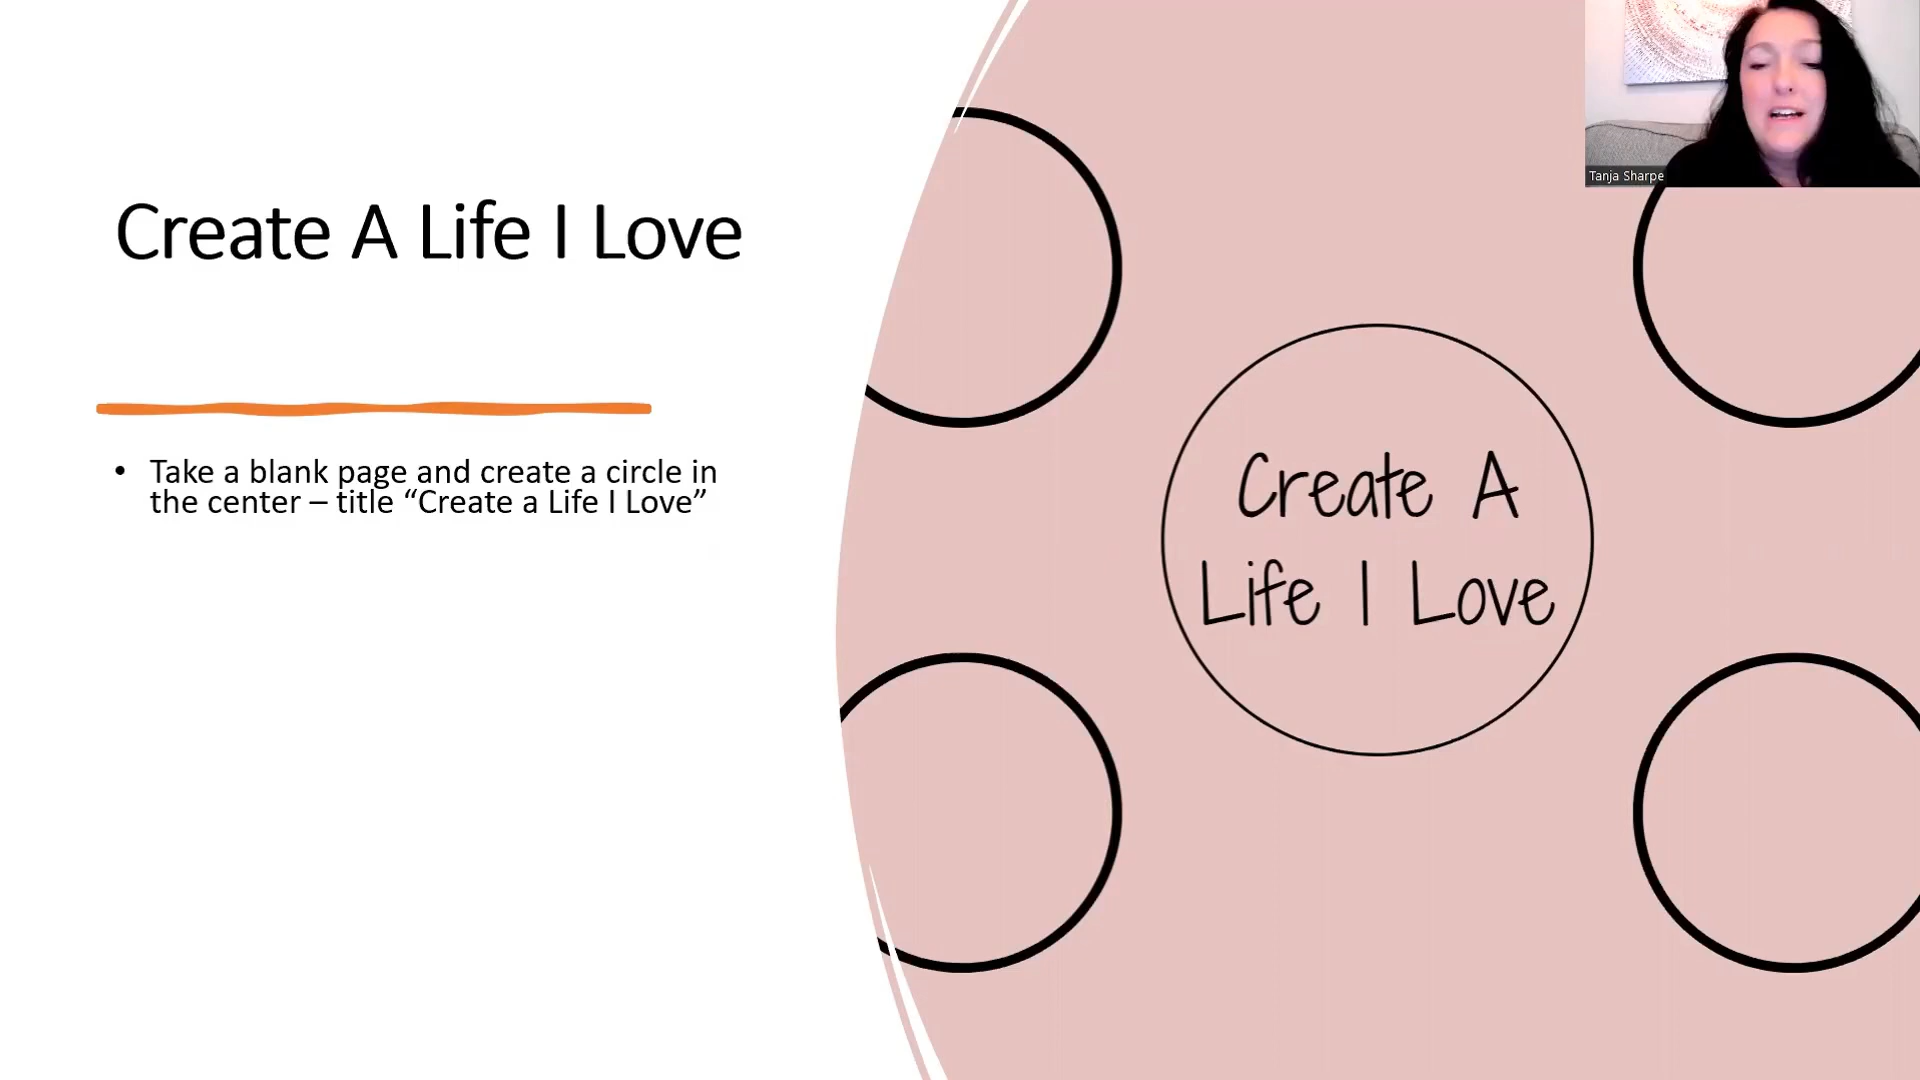 Create A Life I Love
• Take a blank page and create a circle in
the center – title “Create a Life I Love”
Create A
Life I Love
Tanja Sharpe